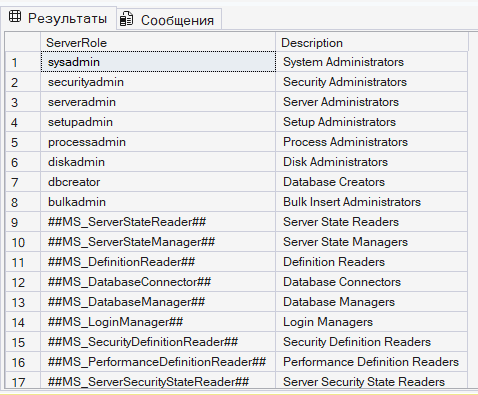 Результаты Сообщения
ServerRole Description
1 sysadmin System Administrators
2 securityadmin Security Administrators
3 serveradmin Server Administrators
4 setupadmin Setup Administrators
5 processadmin Process Administrators
6 diskadmin Disk Administrators
7 dbcreator Database Creators
8 bulkadmin Bulk Insert Administrators
9 ##MS_ServerStateReader## Server State Readers
10 ##MS_ServerStateManager## Server State Managers
11 ##MS_DefinitionReader## Definition Readers
12 ##MS_DatabaseConnector## Database Connectors
13 ##MS_DatabaseManager## Database Managers
14 ##MS_LoginManager## Login Managers
15 ##MS_SecurityDefinitionReader## Security Definition Readers
16 ##MS_PerformanceDefinitionReader## Performance Definition Readers
17 ##MS_ServerSecurityStateReader## Server Security State Readers